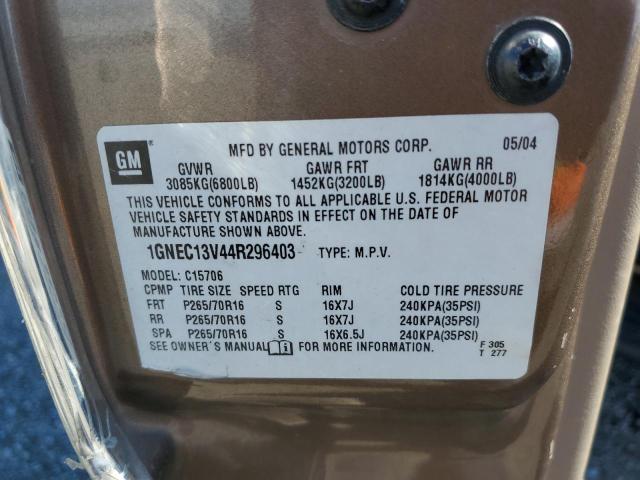 GM ® MFD BY GENERAL MOTORS CORP. 05/04
GVWR GAWR FRT GAWR RR
3085KG(6800LB) 1452KG(3200LB) 1814KG(4000LB)
THIS VEHICLE CONFORMS TO ALL APPLICABLE U.S. FEDERAL MOTOR
VEHICLE SAFETY STANDARDS IN EFFECT ON THE DATE OF
MANUFACTURE SHOWN ABOVE.
1GNEC13V44R296403 TYPE: M.P.V.
MODEL: C15706
CPMP TIRE SIZE SPEED RTG RIM COLD TIRE PRESSURE
FRT P265/70R16 S 16X7J 240KPA(35PSI)
RR P265/70R16 S 16X7J 240KPA(35PSI)
SPA P265/70R16 S 16X6.5J 240KPA(35PSI)
SEE OWNER'S MANUAL i FOR MORE INFORMATION. F 305
T 277